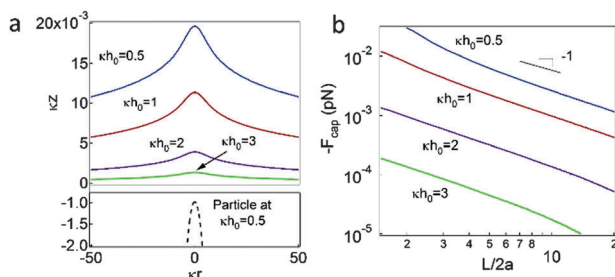 a
20x10⁻³
15
10
5
0
-1.0
-1.5
-2.0
κz
κh₀=0.5
κh₀=1
κh₀=2
κh₀=3
Particle at
κh₀=0.5
-50
0
50
κr
b
10⁻²
10⁻³
10⁻⁴
10⁻⁵
-F_cap (pN)
κh₀=0.5
-1
κh₀=1
κh₀=2
κh₀=3
2
3
4
5
6
7
8
10
2
L/2a